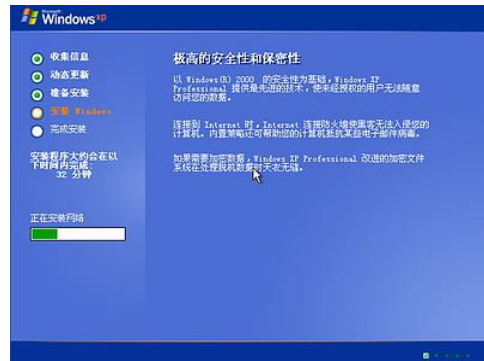 Microsoft
Windows xp
收集信息
动态更新
准备安装
安装 Windows
完成安装
安装程序大约会在以
下时间内完成:
32 分钟
正在安装网络
极高的安全性和保密性
以 Windows(R) 2000 的安全性为基础,Windows XP
Professional 提供最先进的技术,使未经授权的用户无法随意
访问您的数据。
连接到 Internet 时,Internet 连接防火墙使黑客无法入侵您的
计算机。内置策略还可帮助您的计算机抵抗某些电子邮件病毒。
如果需要加密数据,Windows XP Professional 改进的加密文件
系统在处理脱机数据时天衣无缝。